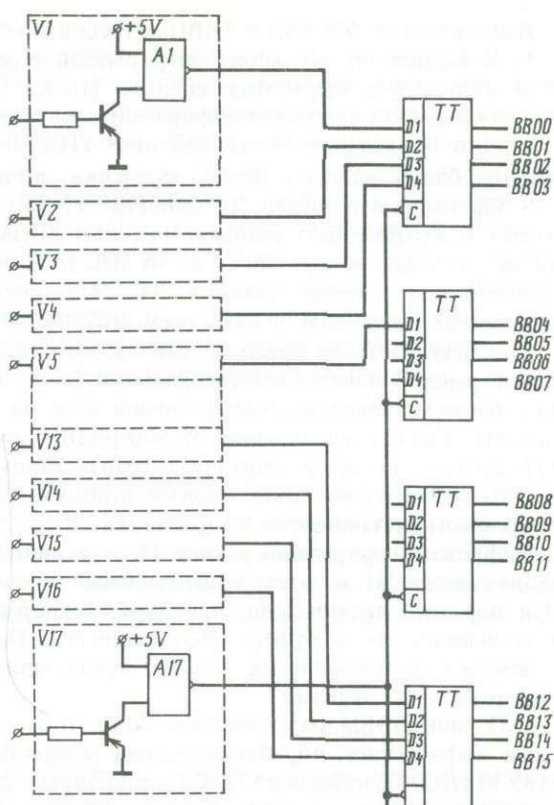 V1
+5V
A1
TT
D1
D2
D3
D4
C
BB00
BB01
BB02
BB03
V2
V3
V4
V5
V13
V14
V15
V16
TT
D1
D2
D3
D4
C
BB04
BB05
BB06
BB07
TT
D1
D2
D3
D4
C
BB08
BB09
BB10
BB11
V17
+5V
A17
TT
D1
D2
D3
D4
BB12
BB13
BB14
BB15